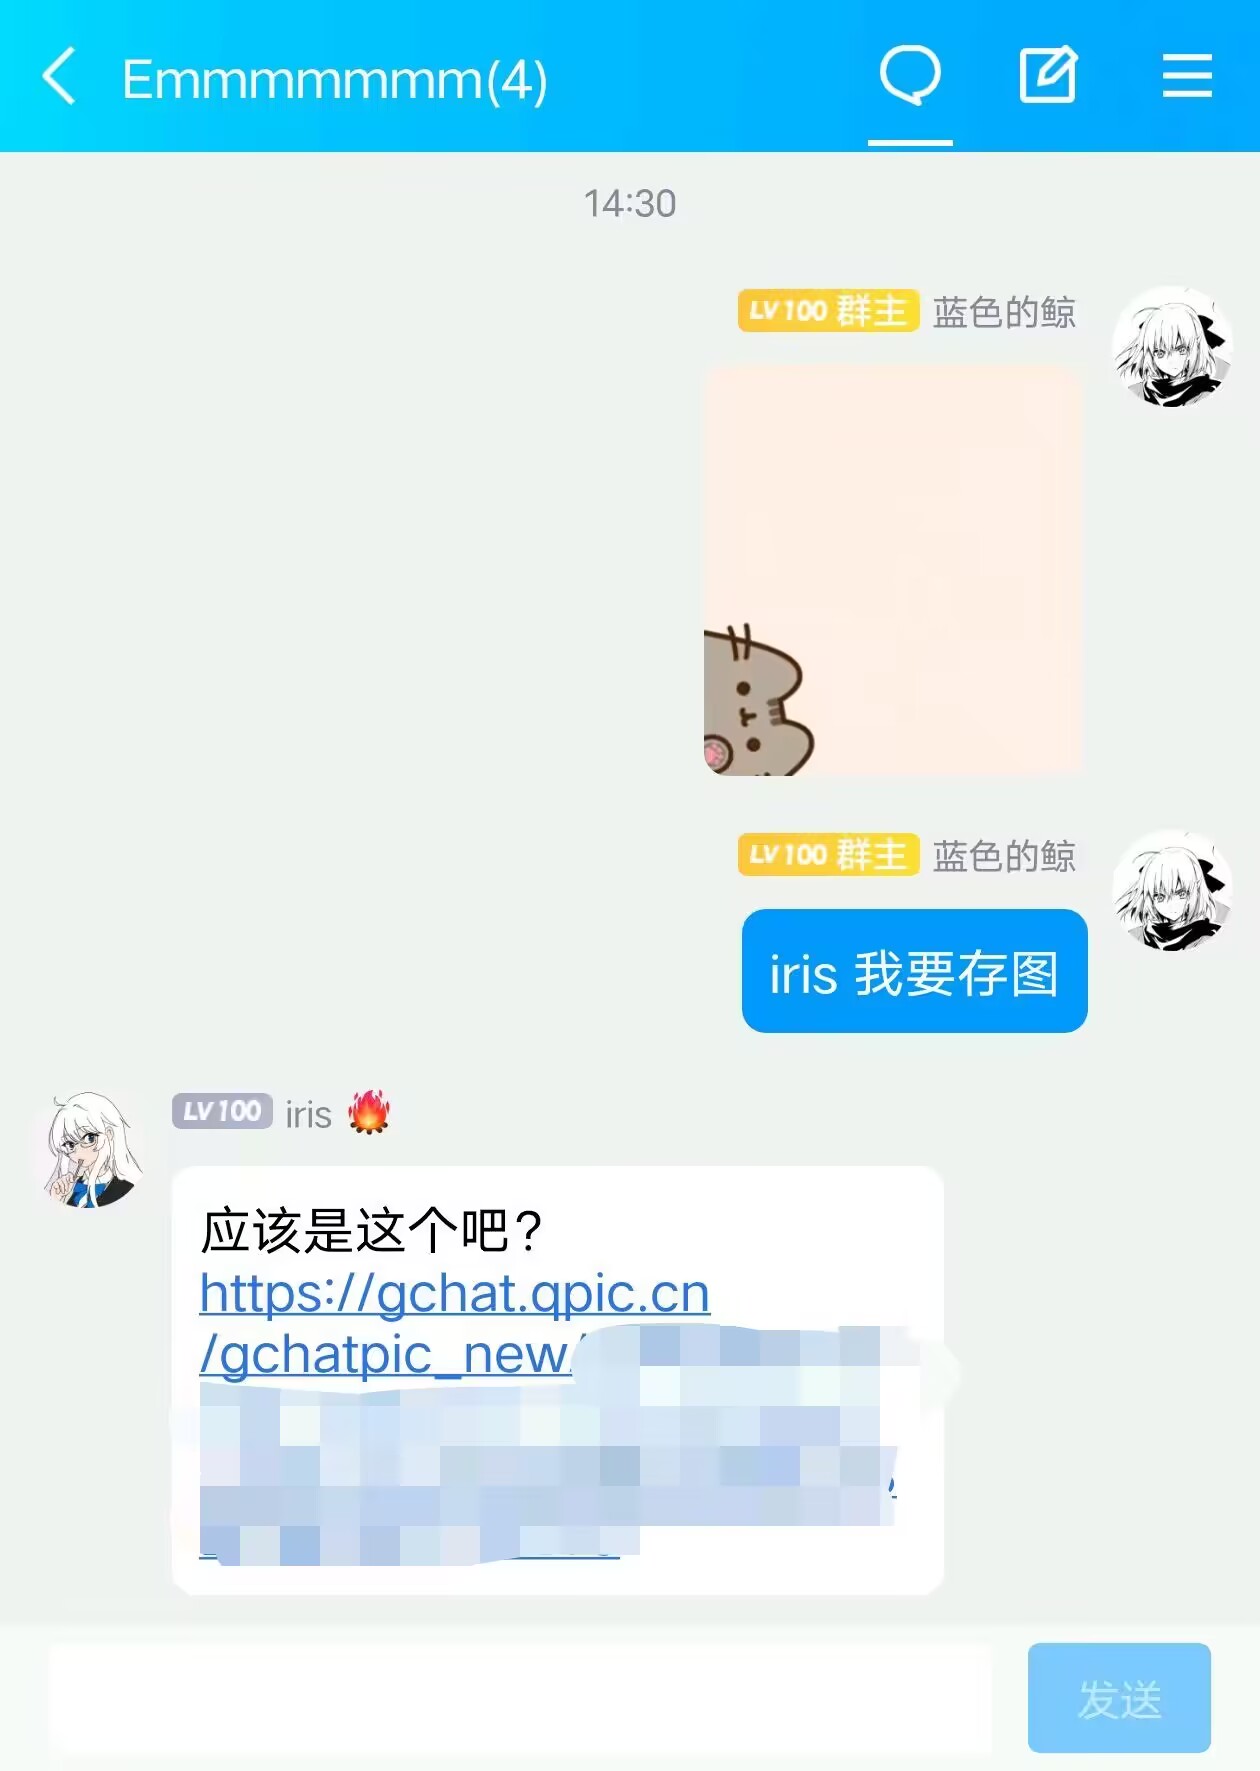 Emmmmmmm(4)
14:30
LV100 群主 蓝色的鲸
LV100 群主 蓝色的鲸
iris 我要存图
LV100 iris 🔥
应该是这个吧?
https://gchat.qpic.cn
/gchatpic_new/
发送